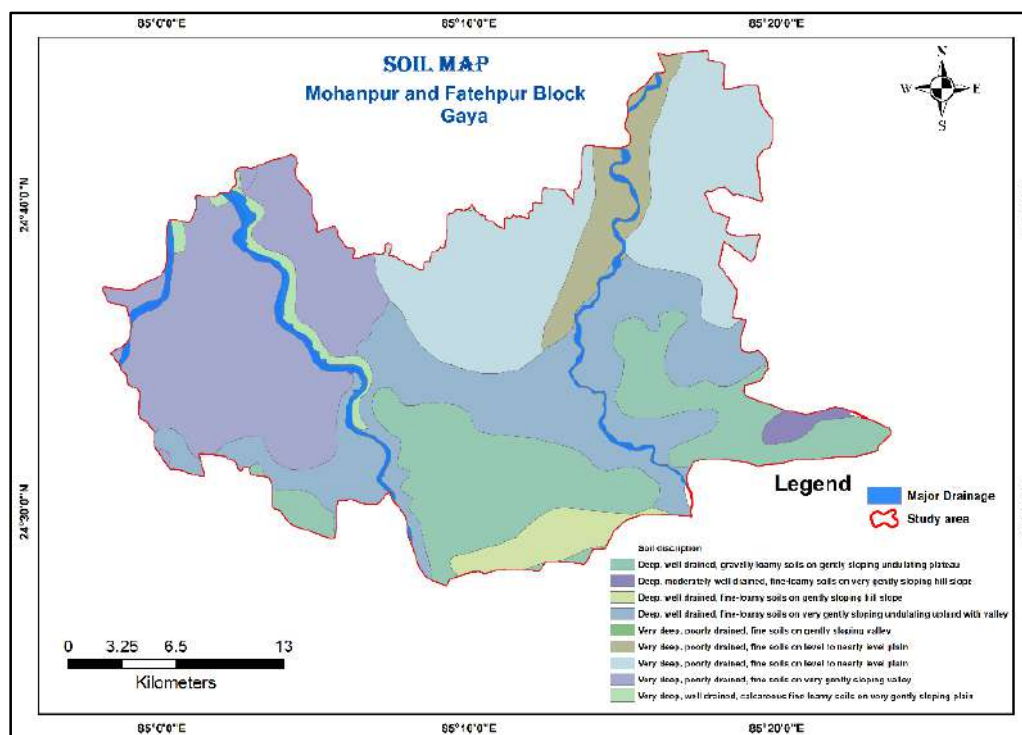 85°0'0"E 85°10'0"E 85°20'0"E
SOIL MAP
Mohanpur and Fatehpur Block
Gaya
N
W E
S
24°40'0"N
24°30'0"N
Legend
Major Drainage
Study area
Soil discription
Deep, well drained, gravelly loamy soils on gently sloping undulating plateau
Deep, moderately well drained, fine-loamy soils on very gently sloping hill slope
Deep, well drained, fine-loamy soils on gently sloping hill slope
Deep, well drained, fine-loamy soils on very gently sloping undulating upland with valley
Very deep, poorly drained, fine soils on gently sloping valley
Very deep, poorly drained, fine soils on level to nearly level plain
Very deep, poorly drained, fine soils on level to nearly level plain
Very deep, poorly drained, fine soils on very gently sloping valley
Very deep, well drained, calcareous fine loamy soils on very gently sloping plain
0 3.25 6.5 13
Kilometers
85°0'0"E 85°10'0"E 85°20'0"E